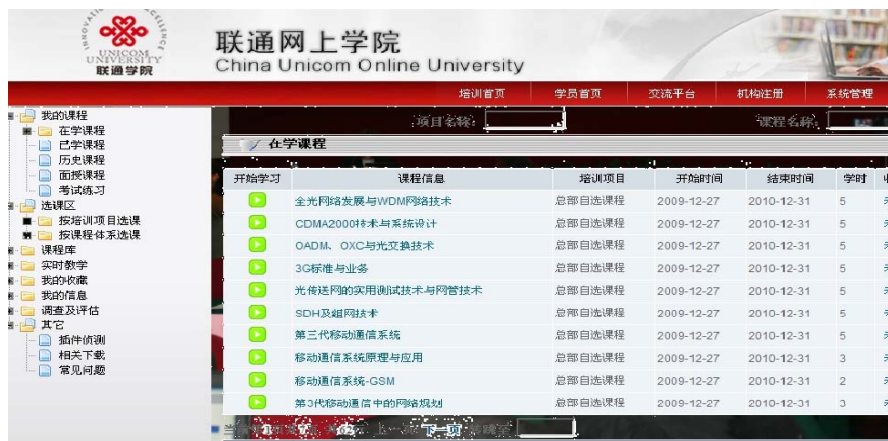 UNICOM
UNIVERSITY
联通学院
联通网上学院
China Unicom Online University
培训首页 学员首页 交流平台 机构注册 系统管理
我的课程
在学课程
已学课程
历史课程
面授课程
考试练习
选课区
按培训项目选课
按课程体系选课
课程库
实时教学
我的收藏
我的信息
调查及评估
其它
插件侦测
相关下载
常见问题
项目名称: 课程名称:
在学课程
开始学习 课程信息 培训项目 开始时间 结束时间 学时
全光网络发展与WDM网络技术 总部自选课程 2009-12-27 2010-12-31 5
CDMA2000技术与系统设计 总部自选课程 2009-12-27 2010-12-31 5
OADM、OXC与光交换技术 总部自选课程 2009-12-27 2010-12-31 5
3G标准与业务 总部自选课程 2009-12-27 2010-12-31 5
光传送网的实用测试技术与网管技术 总部自选课程 2009-12-27 2010-12-31 5
SDH及组网技术 总部自选课程 2009-12-27 2010-12-31 5
第三代移动通信系统 总部自选课程 2009-12-27 2010-12-31 5
移动通信系统原理与应用 总部自选课程 2009-12-27 2010-12-31 3
移动通信系统-GSM 总部自选课程 2009-12-27 2010-12-31 2
第3代移动通信中的网络规划 总部自选课程 2009-12-27 2010-12-31 3
上一页 下一页